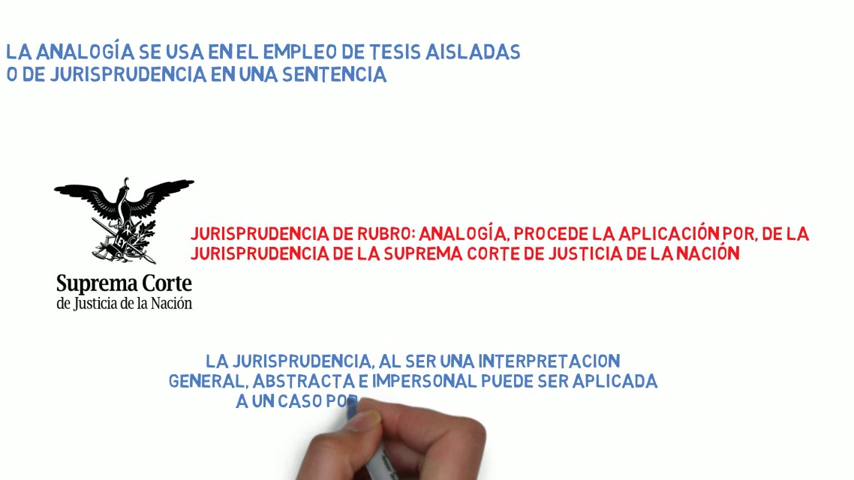 LA ANALOGÍA SE USA EN EL EMPLEO DE TESIS AISLADAS
O DE JURISPRUDENCIA EN UNA SENTENCIA
LEY
JURISPRUDENCIA DE RUBRO: ANALOGÍA, PROCEDE LA APLICACIÓN POR, DE LA
JURISPRUDENCIA DE LA SUPREMA CORTE DE JUSTICIA DE LA NACIÓN
Suprema Corte
de Justicia de la Nación
LA JURISPRUDENCIA, AL SER UNA INTERPRETACION
GENERAL, ABSTRACTA E IMPERSONAL PUEDE SER APLICADA
A UN CASO POR